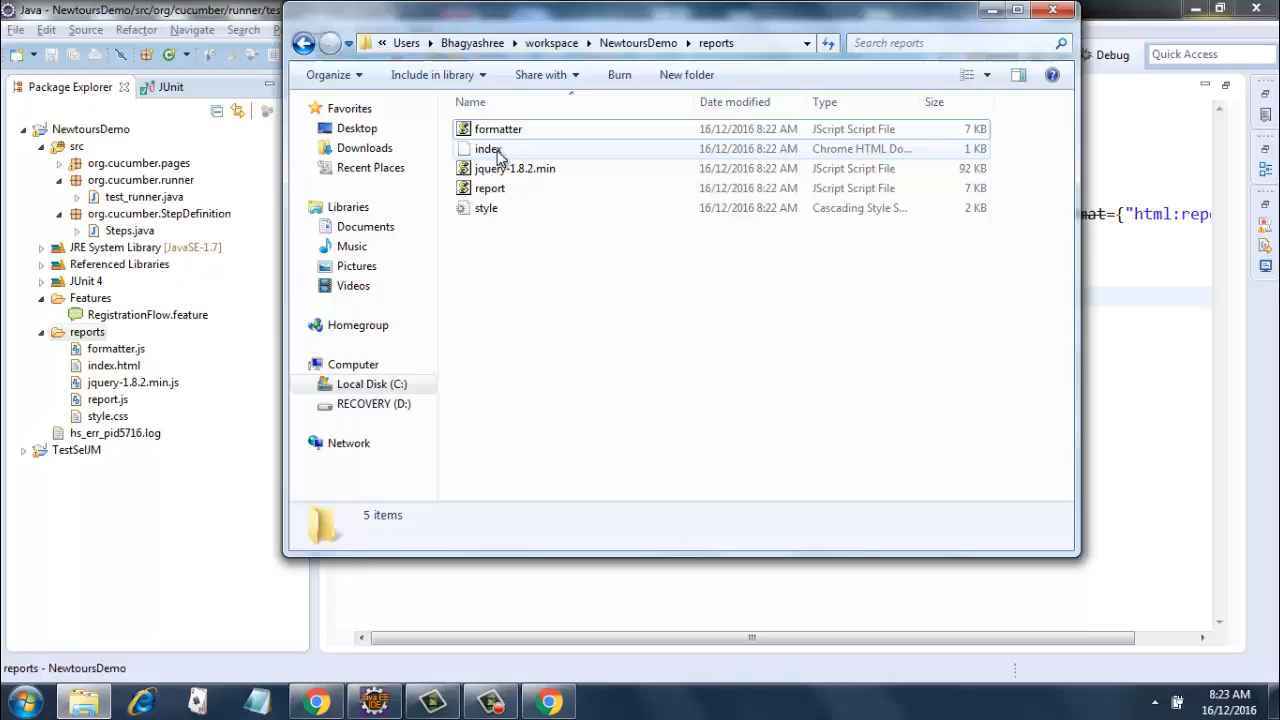 Java - NewtoursDemo/src/org/cucumber/runner/tes
File Edit Source Refactor Navigate Search
Debug
Quick Access
Package Explorer
JUnit
NewtoursDemo
src
org.cucumber.pages
org.cucumber.runner
test_runner.java
org.cucumber.StepDefinition
Steps.java
JRE System Library [JavaSE-1.7]
Referenced Libraries
JUnit 4
Features
RegistrationFlow.feature
reports
formatter.js
index.html
jquery-1.8.2.min.js
report.js
style.css
hs_err_pid5716.log
TestSelJM
Users Bhagyashree workspace NewtoursDemo reports
Search reports
Organize Include in library Share with Burn New folder
Favorites
Desktop
Downloads
Recent Places
Libraries
Documents
Music
Pictures
Videos
Homegroup
Computer
Local Disk (C:)
RECOVERY (D:)
Network
Name Date modified Type Size
formatter 16/12/2016 8:22 AM JScript Script File 7 KB
index 16/12/2016 8:22 AM Chrome HTML Do... 1 KB
jquery-1.8.2.min 16/12/2016 8:22 AM JScript Script File 92 KB
report 16/12/2016 8:22 AM JScript Script File 7 KB
style 16/12/2016 8:22 AM Cascading Style S... 2 KB
5 items
mat={"html:rep
reports - NewtoursDemo
Java EE
IDE
8:23 AM
16/12/2016